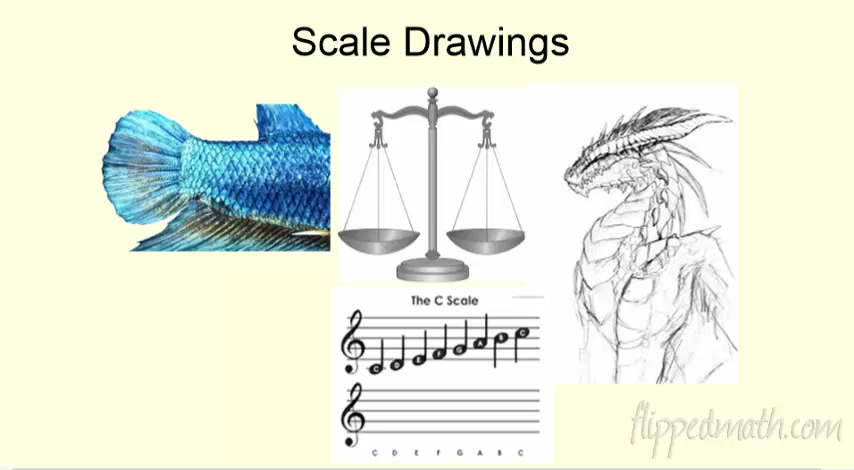 Scale Drawings
The C Scale
C D E F G A B C
C D E F G A B C
flippedmath.com